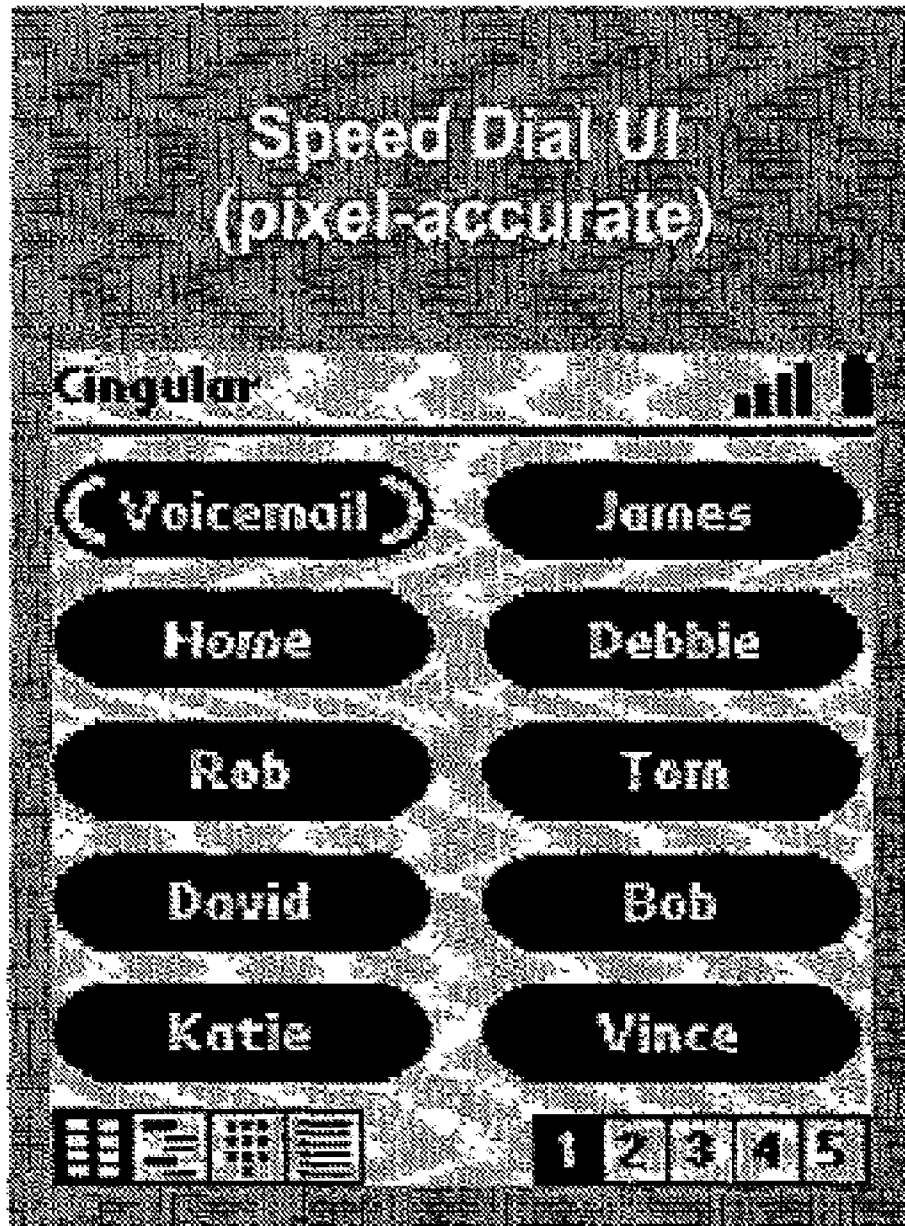 Speed Dial UI
(pixel-accurate)
Cingular
Voicemail James
Home Debbie
Rob Tom
David Bob
Katie Vince
1 2 3 4 5